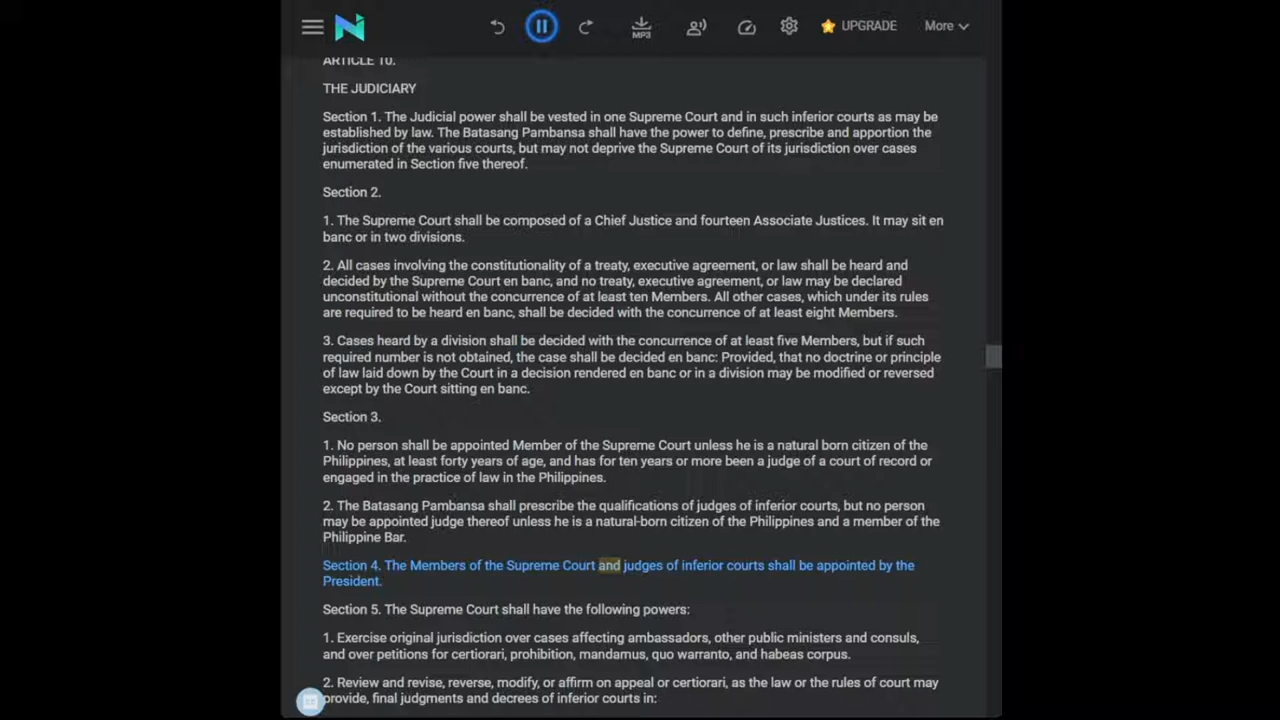 MP3
UPGRADE
More
ARTICLE 10.
THE JUDICIARY
Section 1. The Judicial power shall be vested in one Supreme Court and in such inferior courts as may be
established by law. The Batasang Pambansa shall have the power to define, prescribe and apportion the
jurisdiction of the various courts, but may not deprive the Supreme Court of its jurisdiction over cases
enumerated in Section five thereof.
Section 2.
1. The Supreme Court shall be composed of a Chief Justice and fourteen Associate Justices. It may sit en
banc or in two divisions.
2. All cases involving the constitutionality of a treaty, executive agreement, or law shall be heard and
decided by the Supreme Court en banc, and no treaty, executive agreement, or law may be declared
unconstitutional without the concurrence of at least ten Members. All other cases, which under its rules
are required to be heard en banc, shall be decided with the concurrence of at least eight Members.
3. Cases heard by a division shall be decided with the concurrence of at least five Members, but if such
required number is not obtained, the case shall be decided en banc: Provided, that no doctrine or principle
of law laid down by the Court in a decision rendered en banc or in a division may be modified or reversed
except by the Court sitting en banc.
Section 3.
1. No person shall be appointed Member of the Supreme Court unless he is a natural born citizen of the
Philippines, at least forty years of age, and has for ten years or more been a judge of a court of record or
engaged in the practice of law in the Philippines.
2. The Batasang Pambansa shall prescribe the qualifications of judges of inferior courts, but no person
may be appointed judge thereof unless he is a natural-born citizen of the Philippines and a member of the
Philippine Bar.
Section 4. The Members of the Supreme Court and judges of inferior courts shall be appointed by the
President.
Section 5. The Supreme Court shall have the following powers:
1. Exercise original jurisdiction over cases affecting ambassadors, other public ministers and consuls,
and over petitions for certiorari, prohibition, mandamus, quo warranto, and habeas corpus.
2. Review and revise, reverse, modify, or affirm on appeal or certiorari, as the law or the rules of court may
provide, final judgments and decrees of inferior courts in: